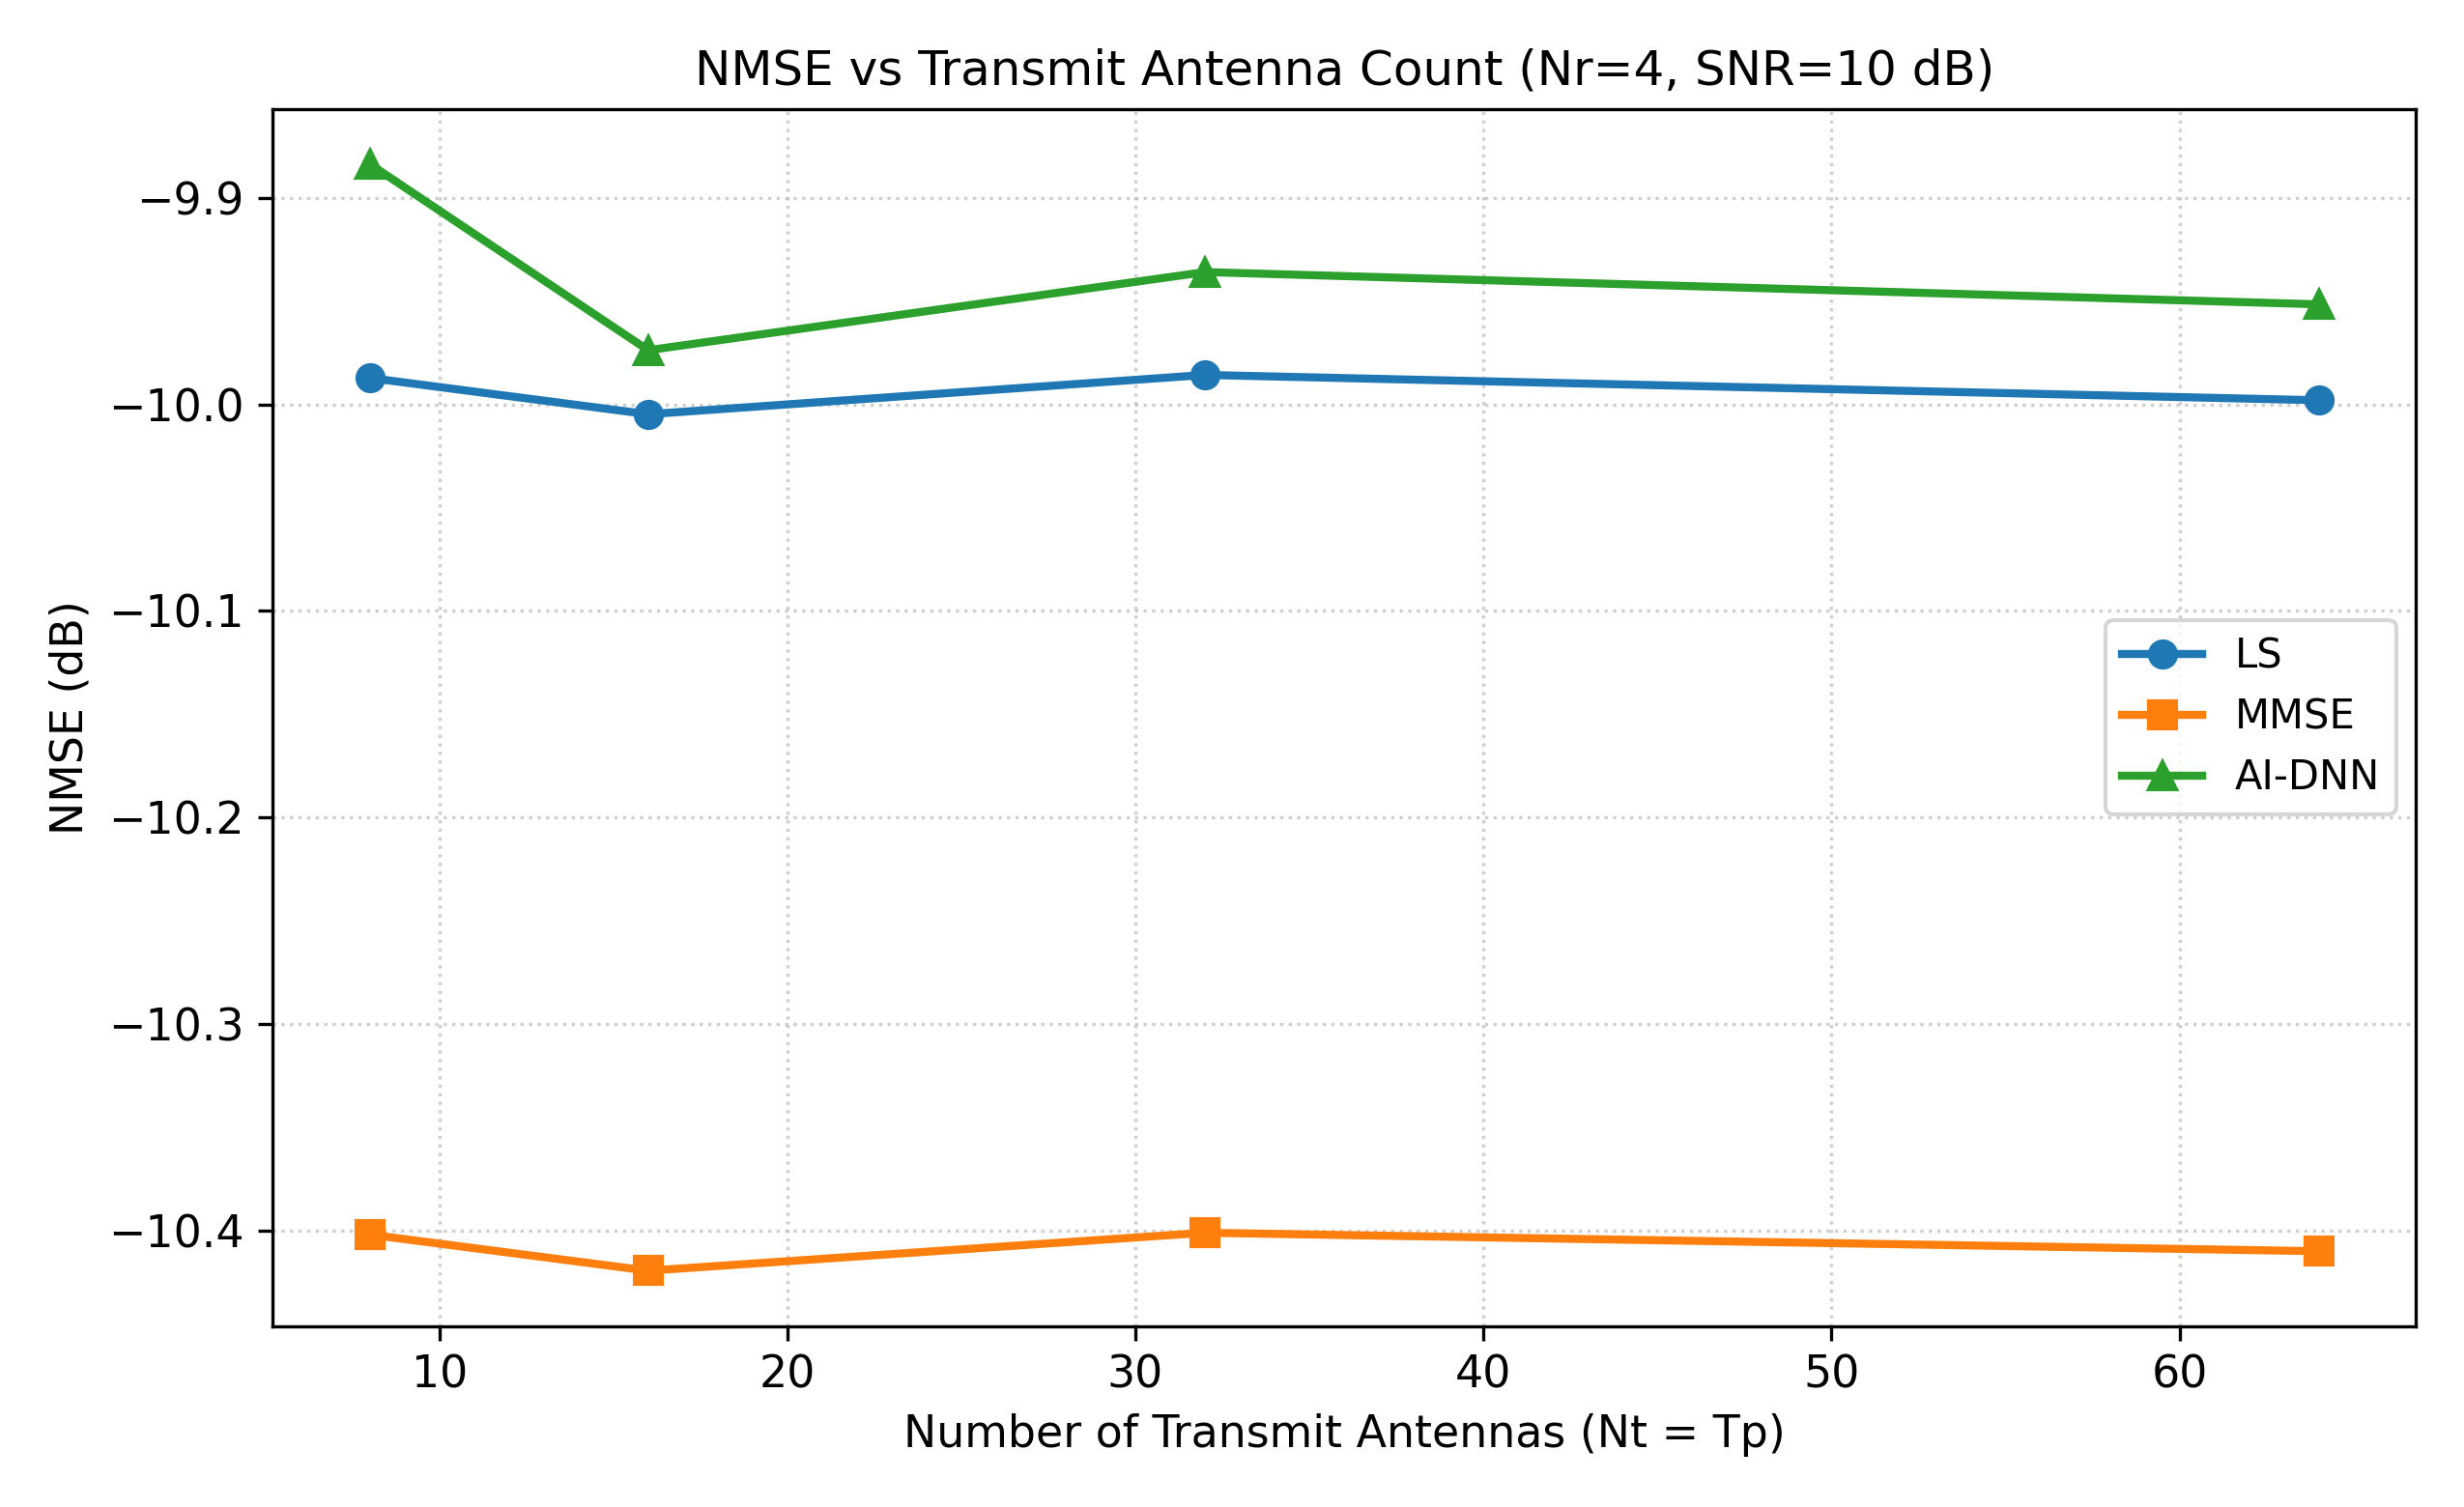 NMSE vs Transmit Antenna Count (Nr=4, SNR=10 dB)
NMSE (dB)
−9.9
−10.0
−10.1
−10.2
−10.3
−10.4
LS
MMSE
AI-DNN
10 20 30 40 50 60
Number of Transmit Antennas (Nt = Tp)